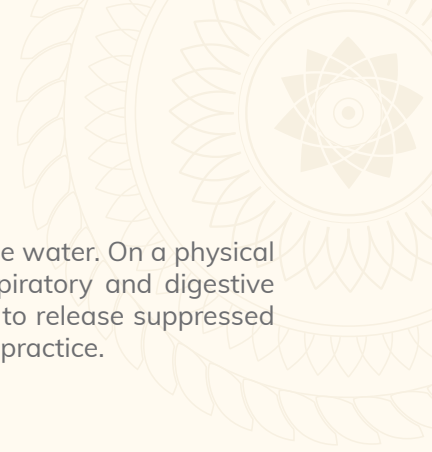 e water. On a physical
piratory and digestive
to release suppressed
practice.